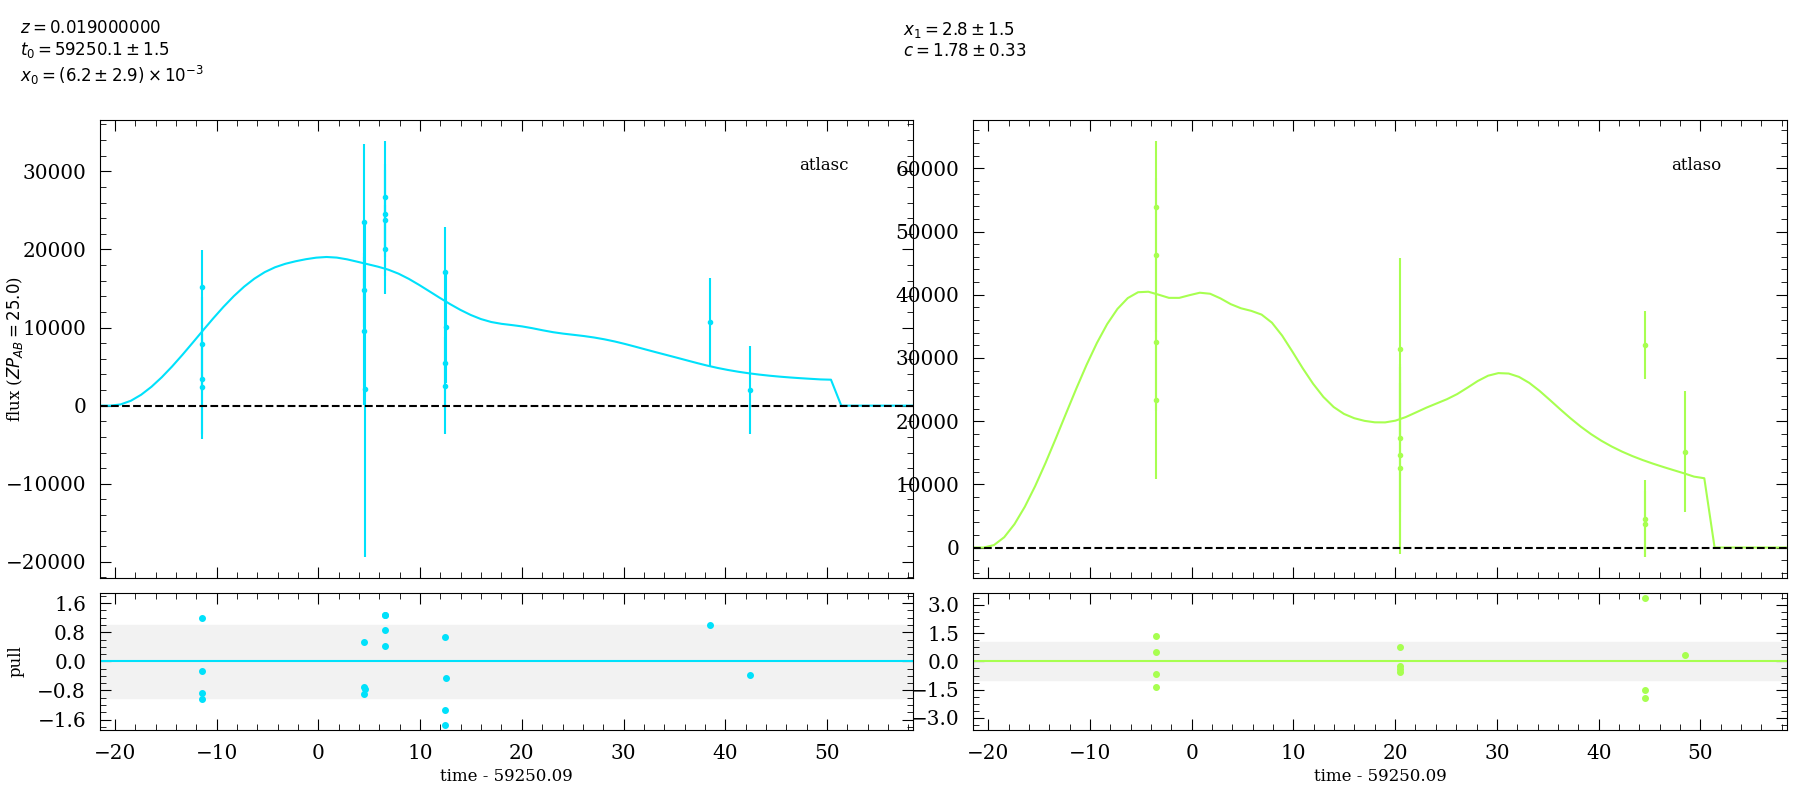 z = 0.019000000
t₀ = 59250.1 ± 1.5
x₀ = (6.2 ± 2.9) × 10⁻³
x₁ = 2.8 ± 1.5
c = 1.78 ± 0.33
atlasc
30000
20000
10000
0
−10000
−20000
flux (ZP_AB = 25.0)
atlaso
60000
50000
40000
30000
20000
10000
0
1.6
0.8
0.0
−0.8
−1.6
pull
−20 −10 0 10 20 30 40 50
time - 59250.09
3.0
1.5
0.0
−1.5
−3.0
−20 −10 0 10 20 30 40 50
time - 59250.09